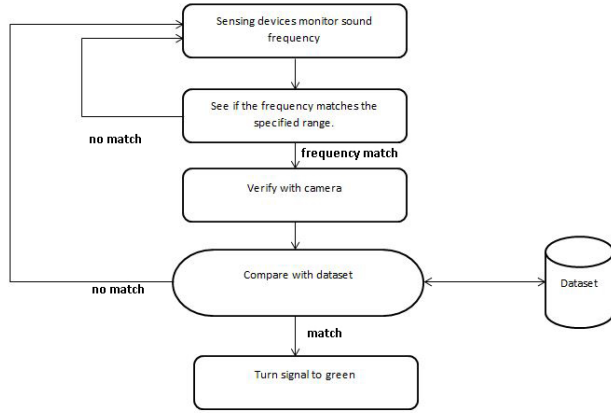 Sensing devices monitor sound
frequency
See if the frequency matches the
specified range.
no match
frequency match
Verify with camera
Compare with dataset
Dataset
no match
match
Turn signal to green